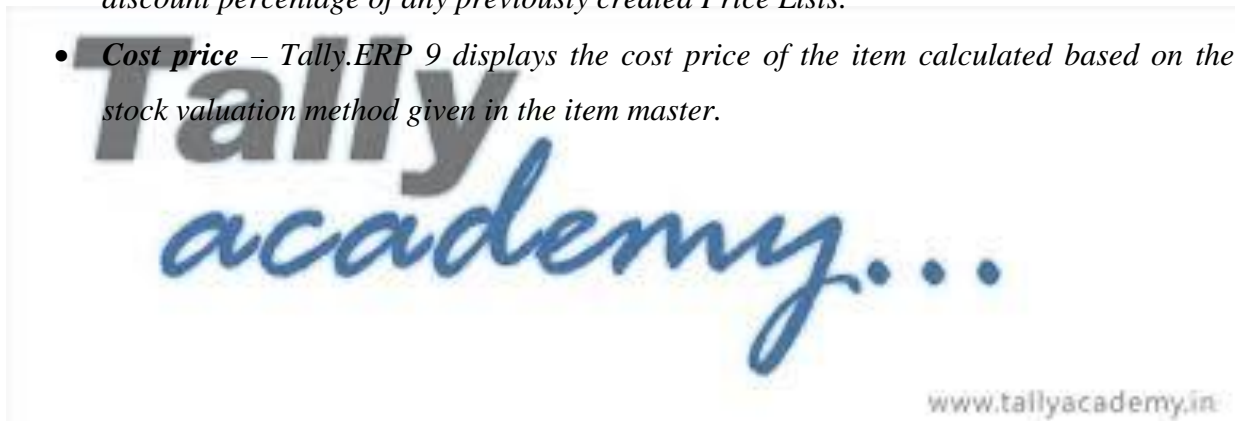 discount percentage of any previously created Price Lists.
• Cost price – Tally.ERP 9 displays the cost price of the item calculated based on the
stock valuation method given in the item master.
Tally
academy...
www.tallyacademy.in